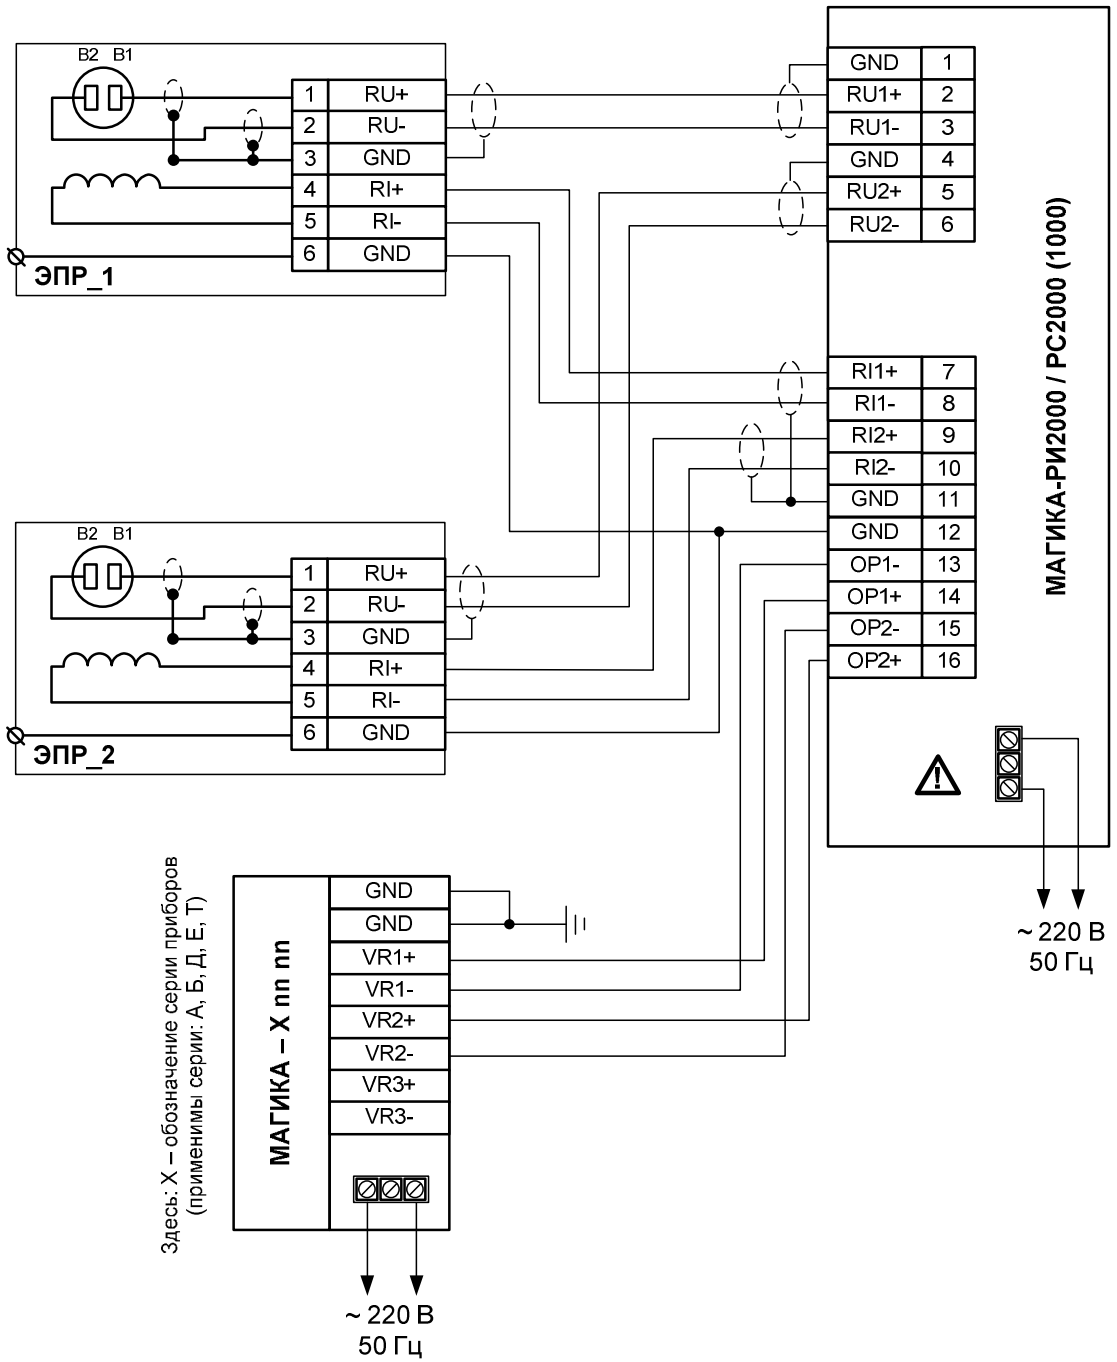 B2 B1
1 RU+
2 RU-
3 GND
4 RI+
5 RI-
6 GND
ЭПР_1
B2 B1
1 RU+
2 RU-
3 GND
4 RI+
5 RI-
6 GND
ЭПР_2
GND 1
RU1+ 2
RU1- 3
GND 4
RU2+ 5
RU2- 6
RI1+ 7
RI1- 8
RI2+ 9
RI2- 10
GND 11
GND 12
OP1- 13
OP1+ 14
OP2- 15
OP2+ 16
МАГИКА-РИ2000 / РС2000 (1000)
~ 220 В
50 Гц
Здесь: Х – обозначение серии приборов
(применимы серии: А, Б, Д, Е, Т)
МАГИКА – Х nn nn
GND
GND
VR1+
VR1-
VR2+
VR2-
VR3+
VR3-
~ 220 В
50 Гц